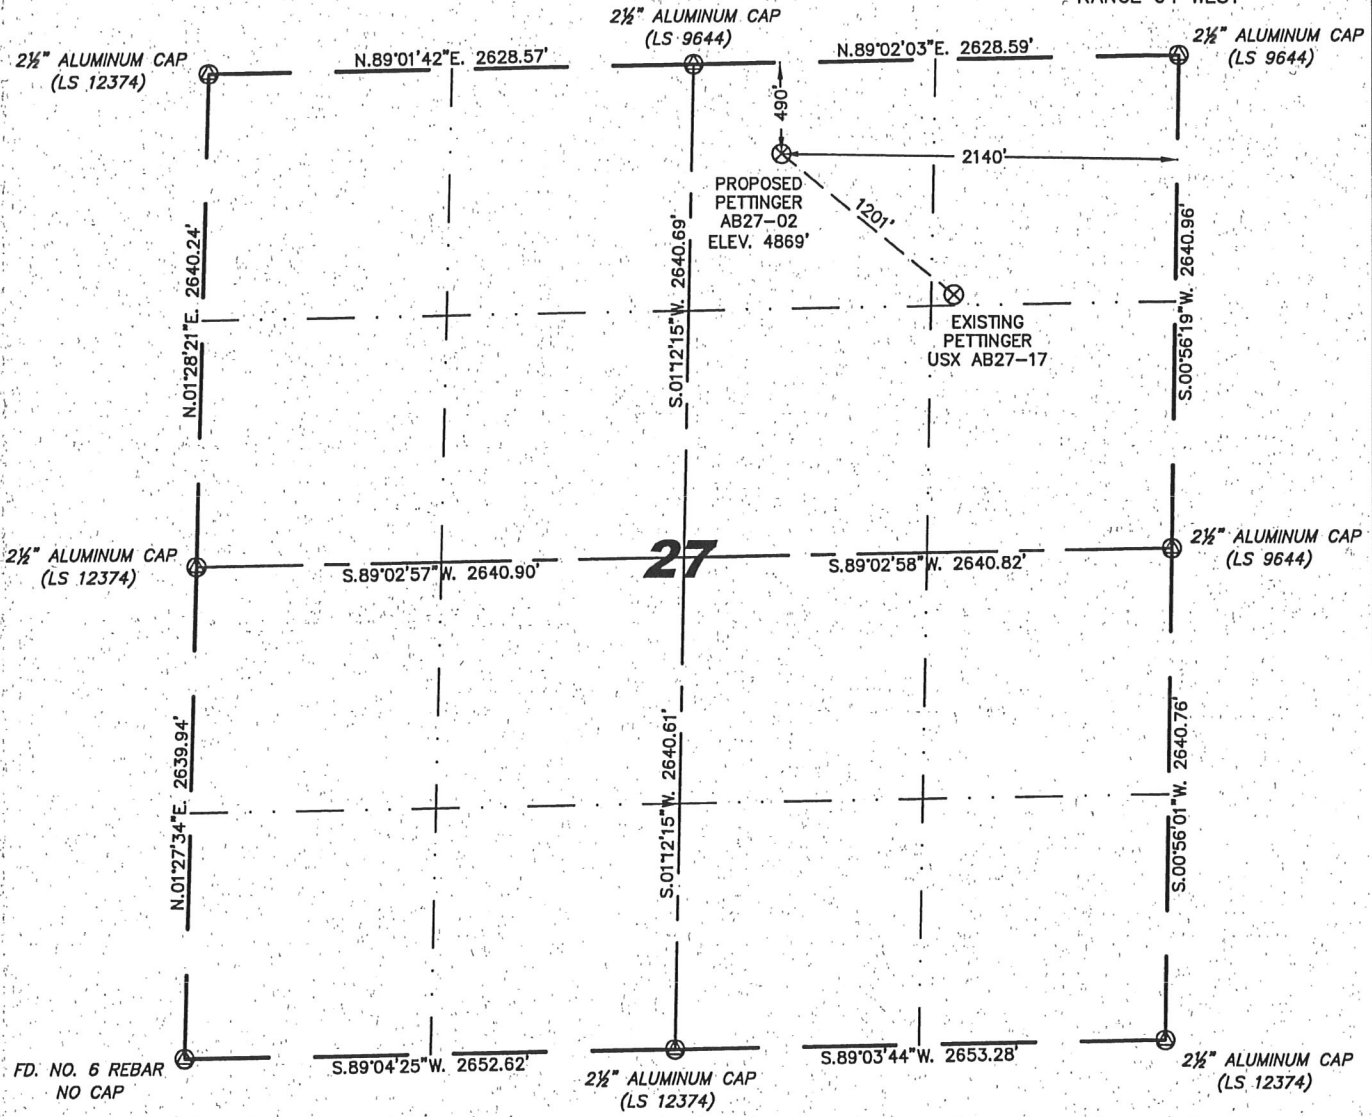 2½" ALUMINUM CAP
(LS 9644)
2½" ALUMINUM CAP
(LS 12374)
N.89°01'42"E. 2628.57'
N.89°02'03"E. 2628.59'
2½" ALUMINUM CAP
(LS 9644)
490'
2140'
PROPOSED
PETTINGER
AB27-02
ELEV. 4869'
1201'
N.01°28'21"E. 2640.24'
S.01°12'15"W. 2640.69'
S.00°56'19"W. 2640.96'
EXISTING
PETTINGER
USX AB27-17
2½" ALUMINUM CAP
(LS 12374)
S.89°02'57"W. 2640.90'
27
S.89°02'58"W. 2640.82'
2½" ALUMINUM CAP
(LS 9644)
N.01°27'34"E. 2639.94'
S.01°12'15"W. 2640.61'
S.00°56'01"W. 2640.76'
FD. NO. 6 REBAR
NO CAP
S.89°04'25"W. 2652.62'
2½" ALUMINUM CAP
(LS 12374)
S.89°03'44"W. 2653.28'
2½" ALUMINUM CAP
(LS 12374)